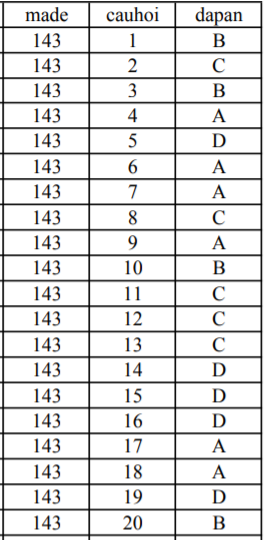 made cauhoi dapan
143 1 B
143 2 C
143 3 B
143 4 A
143 5 D
143 6 A
143 7 A
143 8 C
143 9 A
143 10 B
143 11 C
143 12 C
143 13 C
143 14 D
143 15 D
143 16 D
143 17 A
143 18 A
143 19 D
143 20 B